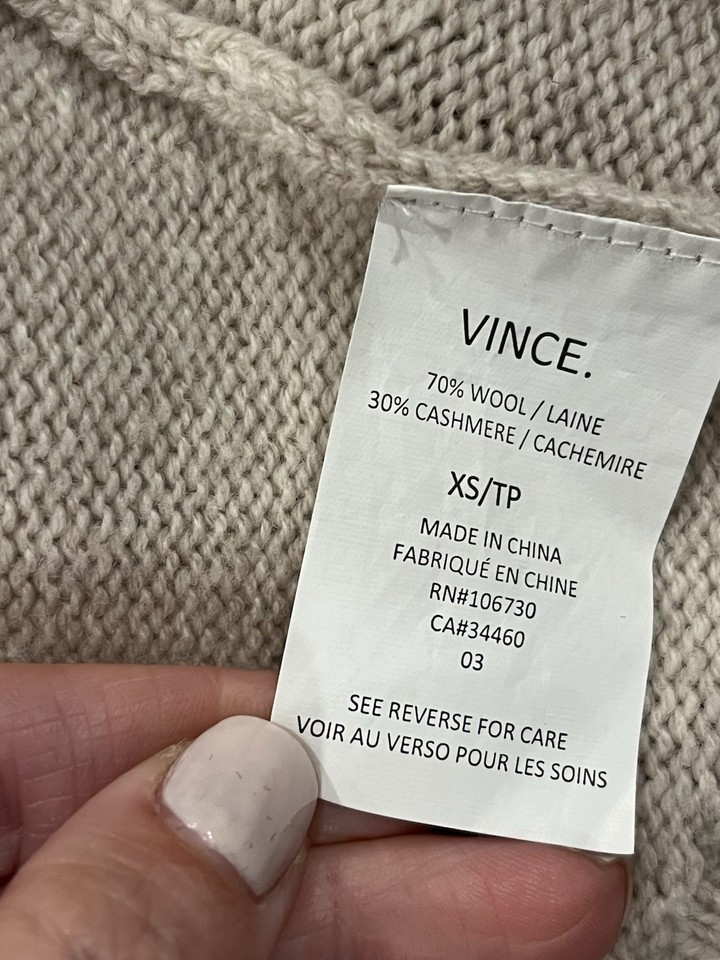 VINCE.
70% WOOL / LAINE
30% CASHMERE / CACHEMIRE
XS/TP
MADE IN CHINA
FABRIQUÉ EN CHINE
RN#106730
CA#34460
03
SEE REVERSE FOR CARE
VOIR AU VERSO POUR LES SOINS